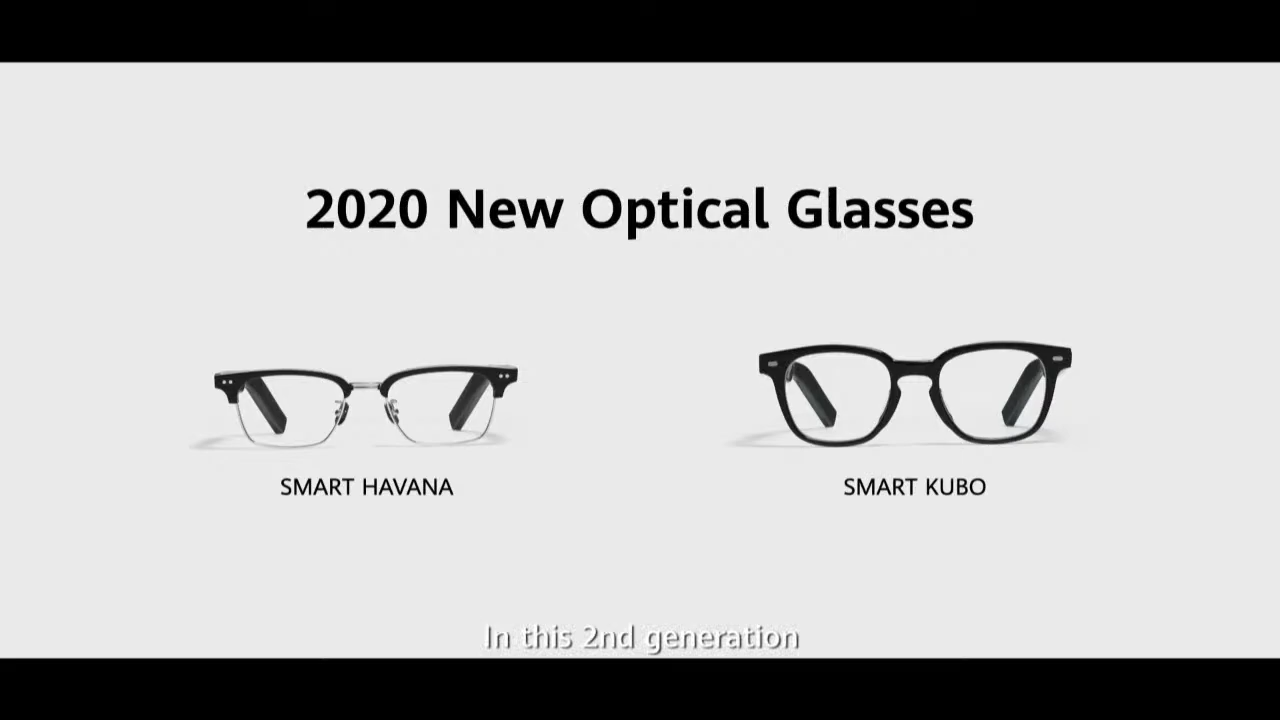 2020 New Optical Glasses
SMART HAVANA
SMART KUBO
In this 2nd generation